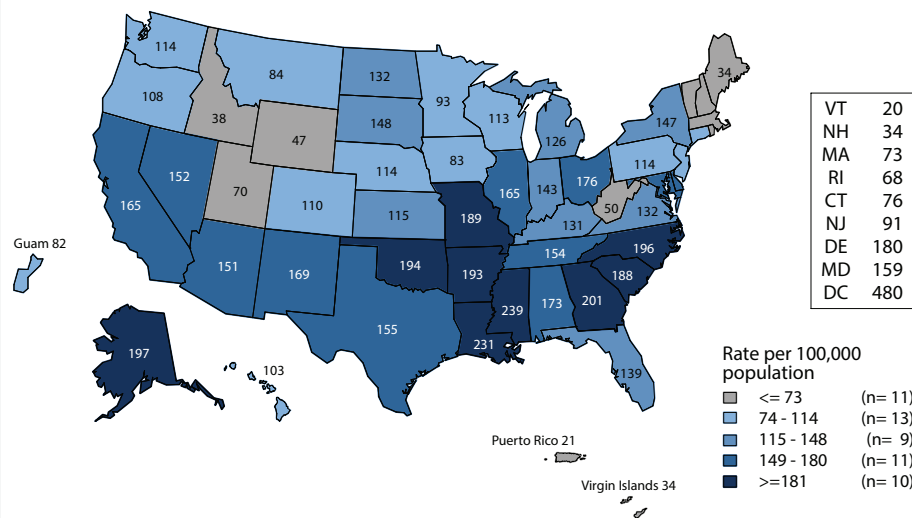 114
84
132
93
34
108
38
148
113
147
47
126
114
83
114
152
70
176
165
143
165
110
50
132
115
189
131
196
154
151
169
194
193
188
Guam 82
239
173
201
155
231
197
103
139
Puerto Rico 21
Virgin Islands 34
VT 20
NH 34
MA 73
RI 68
CT 76
NJ 91
DE 180
MD 159
DC 480
Rate per 100,000
population
<= 73 (n= 11)
74 - 114 (n= 13)
115 - 148 (n= 9)
149 - 180 (n= 11)
>=181 (n= 10)